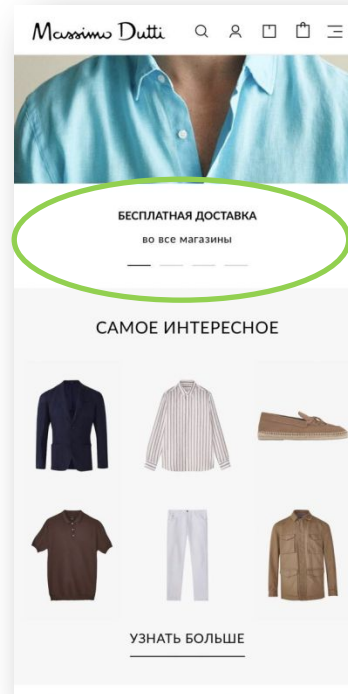 Massimo Dutti
БЕСПЛАТНАЯ ДОСТАВКА
во все магазины
САМОЕ ИНТЕРЕСНОЕ
УЗНАТЬ БОЛЬШЕ